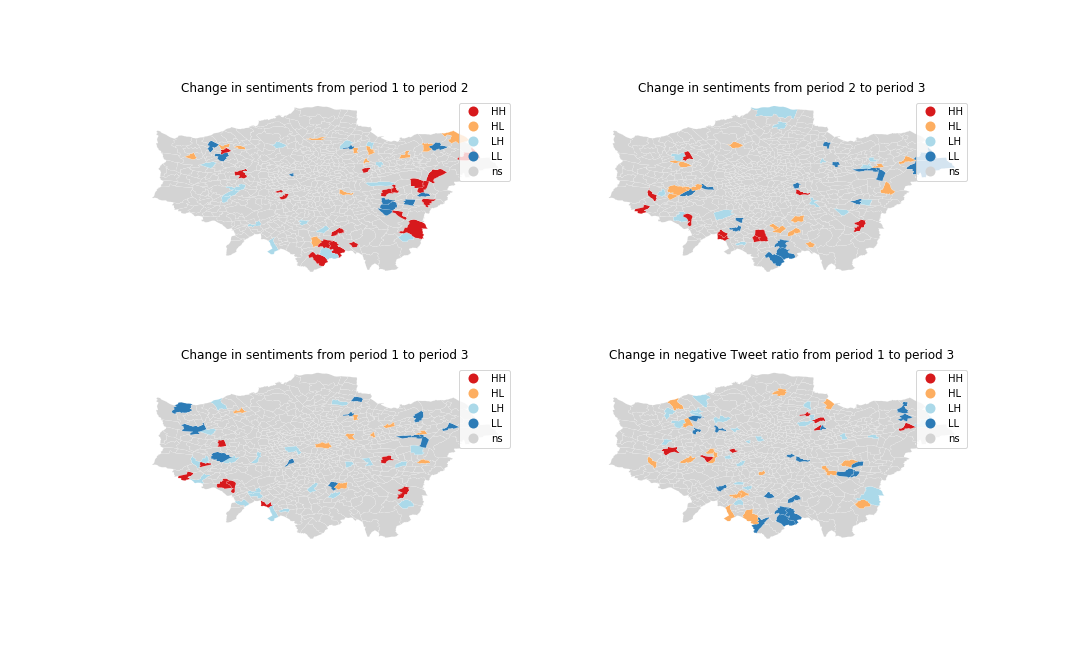 Change in sentiments from period 1 to period 2
HH
HL
LH
LL
ns
Change in sentiments from period 2 to period 3
HH
HL
LH
LL
ns
Change in sentiments from period 1 to period 3
HH
HL
LH
LL
ns
Change in negative Tweet ratio from period 1 to period 3
HH
HL
LH
LL
ns